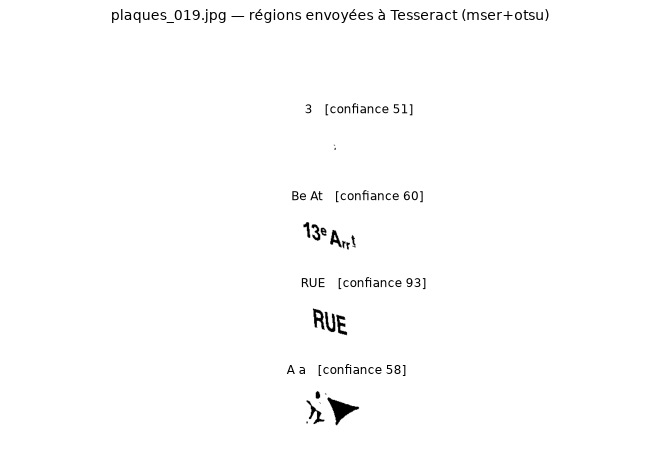 plaques_019.jpg — régions envoyées à Tesseract (mser+otsu)
3 [confiance 51]
Be At [confiance 60]
13e Arrt
RUE [confiance 93]
RUE
A a [confiance 58]